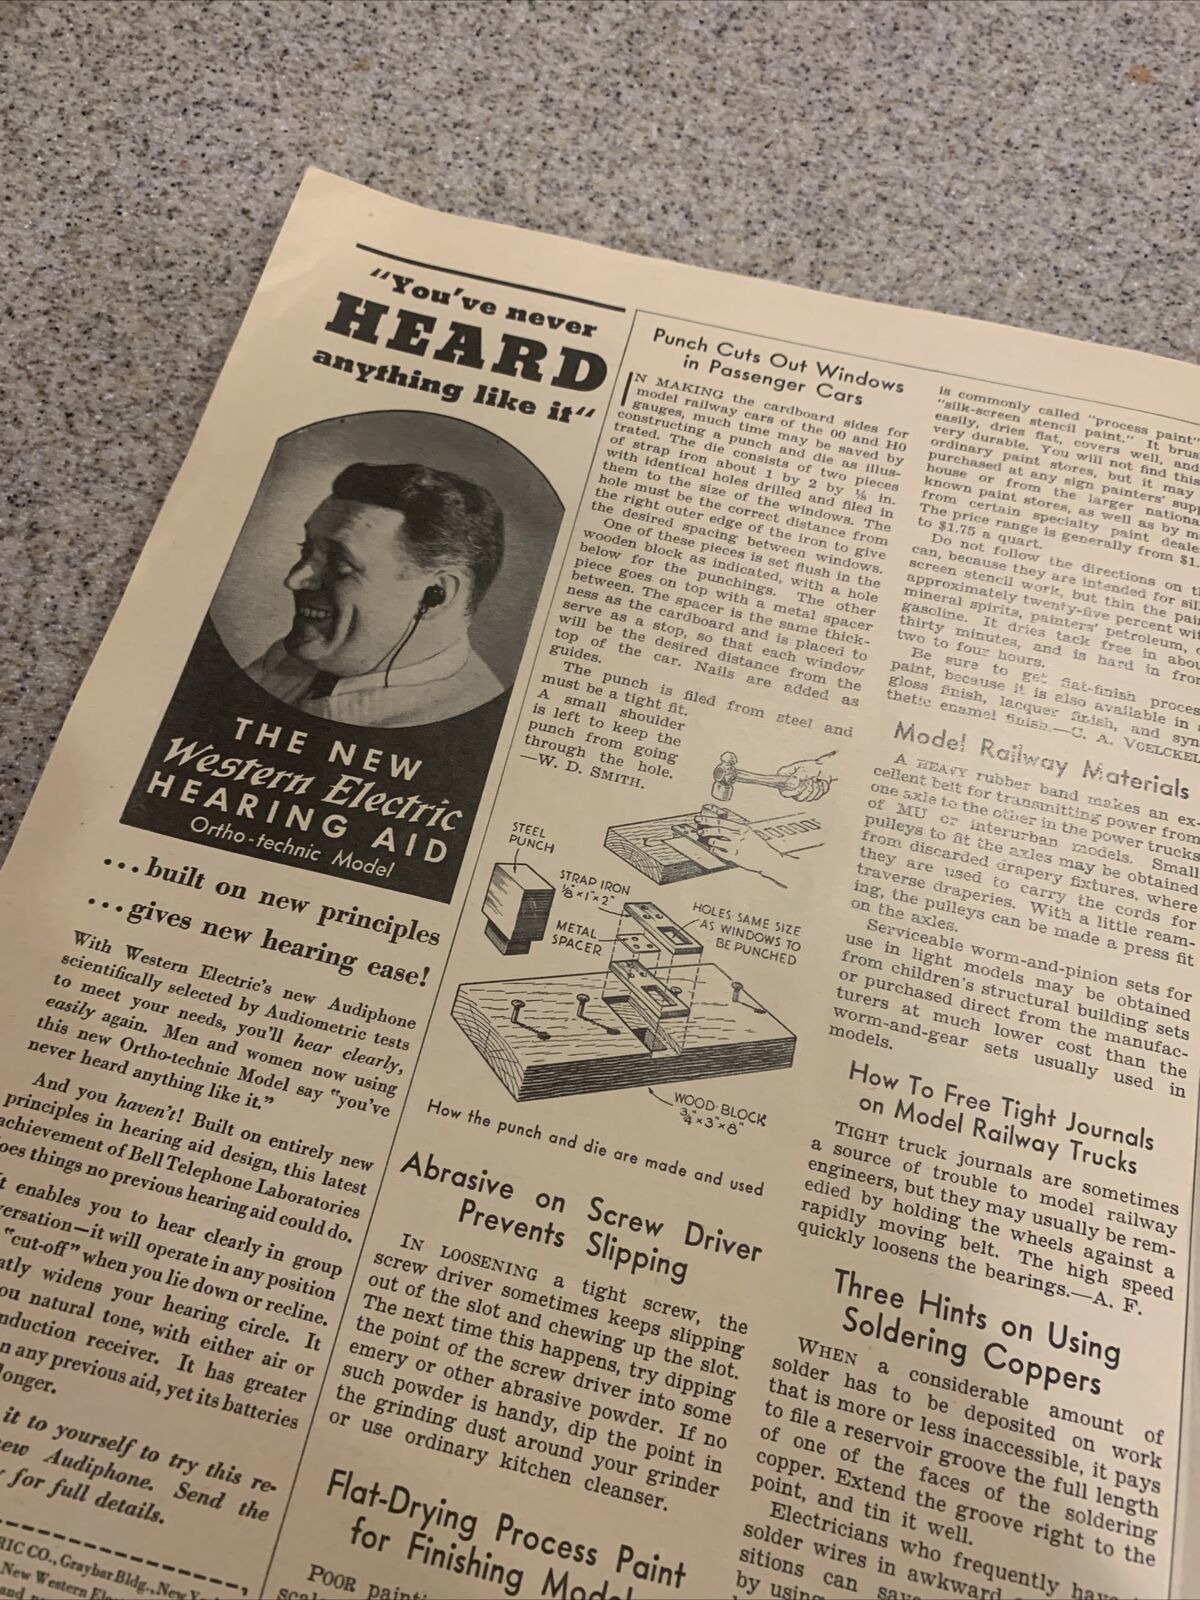 "You've never
HEARD
anything like it"
THE NEW
Western Electric
HEARING AID
Ortho-technic Model
...built on new principles
...gives new hearing ease!
With Western Electric's new Audiphone
scientifically selected by Audiometric tests
to meet your needs, you'll hear clearly,
easily again. Men and women now using
this new Ortho-technic Model say "you've
never heard anything like it."
And you haven't! Built on entirely new
principles in hearing aid design, this latest
achievement of Bell Telephone Laboratories
does things no previous hearing aid could do.
It enables you to hear clearly in group
versation—it will operate in any position
"cut-off" when you lie down or recline.
atly widens your hearing circle. It
ou natural tone, with either air or
nduction receiver. It has greater
n any previous aid, yet its batteries
longer.
it to yourself to try this re-
new Audiphone. Send the
for full details.
RIC CO., Graybar Bldg., New Yo
New Western Ele
and
Punch Cuts Out Windows
in Passenger Cars
IN MAKING the cardboard sides for
model railway cars of the 00 and H0
gauges, much time may be saved by
constructing a punch and die as illus-
trated. The die consists of two pieces
of strap iron about 1 by 2 by ⅛ in.
with identical holes drilled and filed in
them to the size of the windows. The
hole must be the correct distance from
the right outer edge of the iron to give
the desired spacing between windows.
One of these pieces is set flush in the
wooden block as indicated, with a hole
below for the punchings. The other
piece goes on top with a metal spacer
between. The spacer is the same thick-
ness as the cardboard and is placed to
serve as a stop, so that each window
will be the desired distance from the
top of the car. Nails are added as
guides.
The punch is filed from steel and
must be a tight fit.
A small shoulder
is left to keep the
punch from going
through the hole.
—W. D. SMITH.
STEEL
PUNCH
STRAP IRON
⅛"×1"×2"
METAL
SPACER
HOLES SAME SIZE
AS WINDOWS TO
BE PUNCHED
WOOD BLOCK
¾"×3"×8"
How the punch and die are made and used
Abrasive on Screw Driver
Prevents Slipping
IN LOOSENING a tight screw, the
screw driver sometimes keeps slipping
out of the slot and chewing up the slot.
The next time this happens, try dipping
the point of the screw driver into some
emery or other abrasive powder. If no
such powder is handy, dip the point in
the grinding dust around your grinder
or use ordinary kitchen cleanser.
Flat-Drying Process Paint
for Finishing Model
POOR paint
scal
is commonly called "process paint"
"silk-screen stencil paint." It brus
easily, dries flat, covers well, and
very durable. You will not find this
ordinary paint stores, but it may
purchased at any sign painters' supp
house or from the larger national
known paint stores, as well as by m
from certain specialty paint deale
The price range is generally from $1.
to $1.75 a quart.
Do not follow the directions on t
can, because they are intended for sil
screen stencil work, but thin the pai
approximately twenty-five percent wi
mineral spirits, painters' petroleum,
gasoline. It dries tack free in abou
thirty minutes, and is hard in from
two to four hours.
Be sure to get flat-finish proces
paint, because it is also available in
gloss finish, lacquer finish, and syn
thetic enamel finish.—C. A. VOELCKEL
Model Railway Materials
A HEAVY rubber band makes an ex-
cellent belt for transmitting power from
one axle to the other in the power trucks
of MU or interurban models. Small
pulleys to fit the axles may be obtained
from discarded drapery fixtures, where
they are used to carry the cords for
traverse draperies. With a little ream-
ing, the pulleys can be made a press fit
on the axles.
Serviceable worm-and-pinion sets for
use in light models may be obtained
from children's structural building sets
or purchased direct from the manufac-
turers at much lower cost than the
worm-and-gear sets usually used in
models.
How To Free Tight Journals
on Model Railway Trucks
TIGHT truck journals are sometimes
a source of trouble to model railway
engineers, but they may usually be rem-
edied by holding the wheels against a
rapidly moving belt. The high speed
quickly loosens the bearings.—A. F.
Three Hints on Using
Soldering Coppers
WHEN a considerable amount of
solder has to be deposited on work
that is more or less inaccessible, it pays
to file a reservoir groove the full length
of one of the faces of the soldering
copper. Extend the groove right to the
point, and tin it well.
Electricians who frequently have
solder wires in awkward
sitions can sav
by using